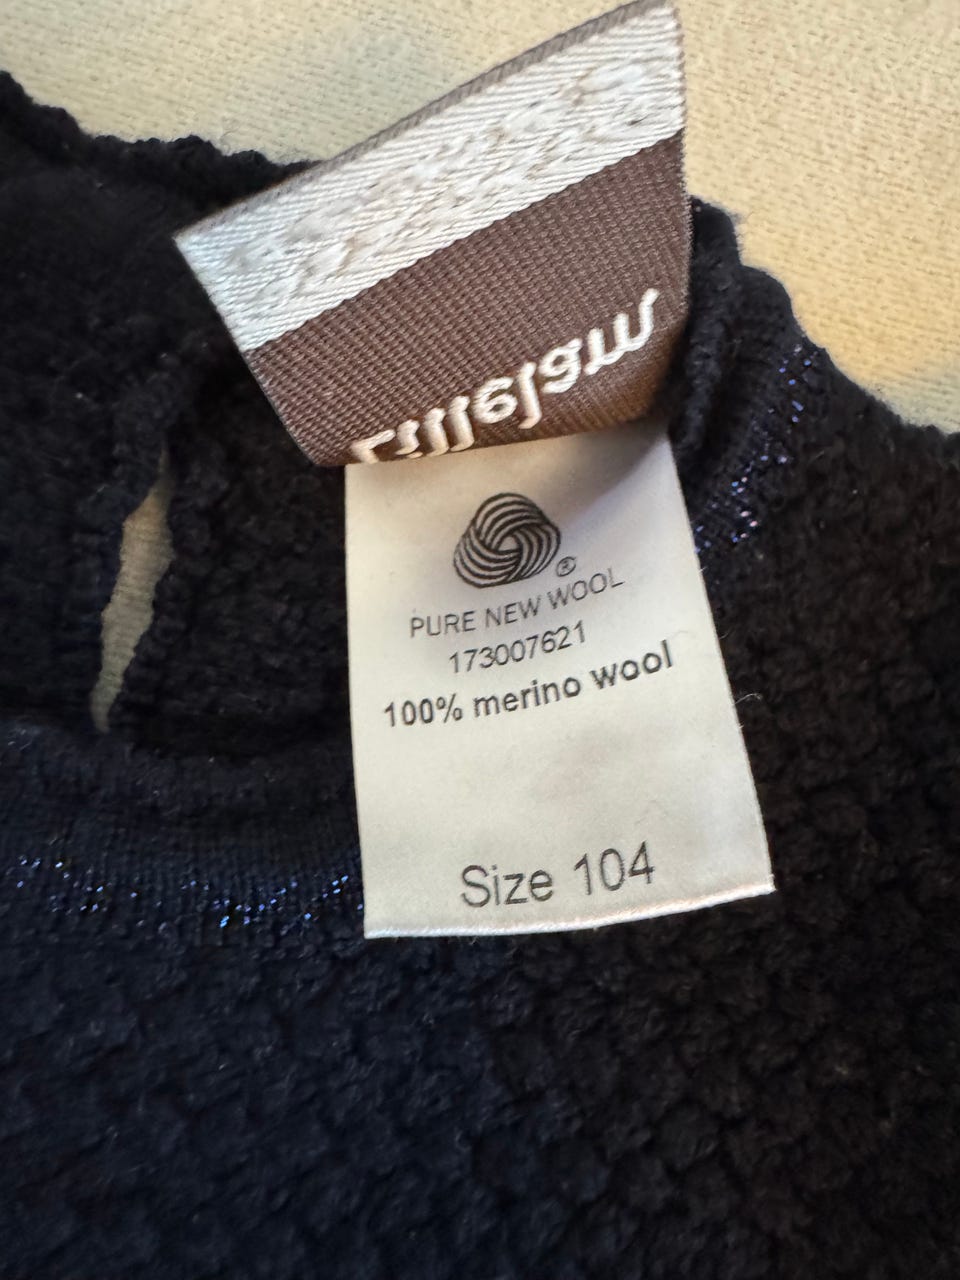 lillelam
®
PURE NEW WOOL
173007621
100% merino wool
Size 104